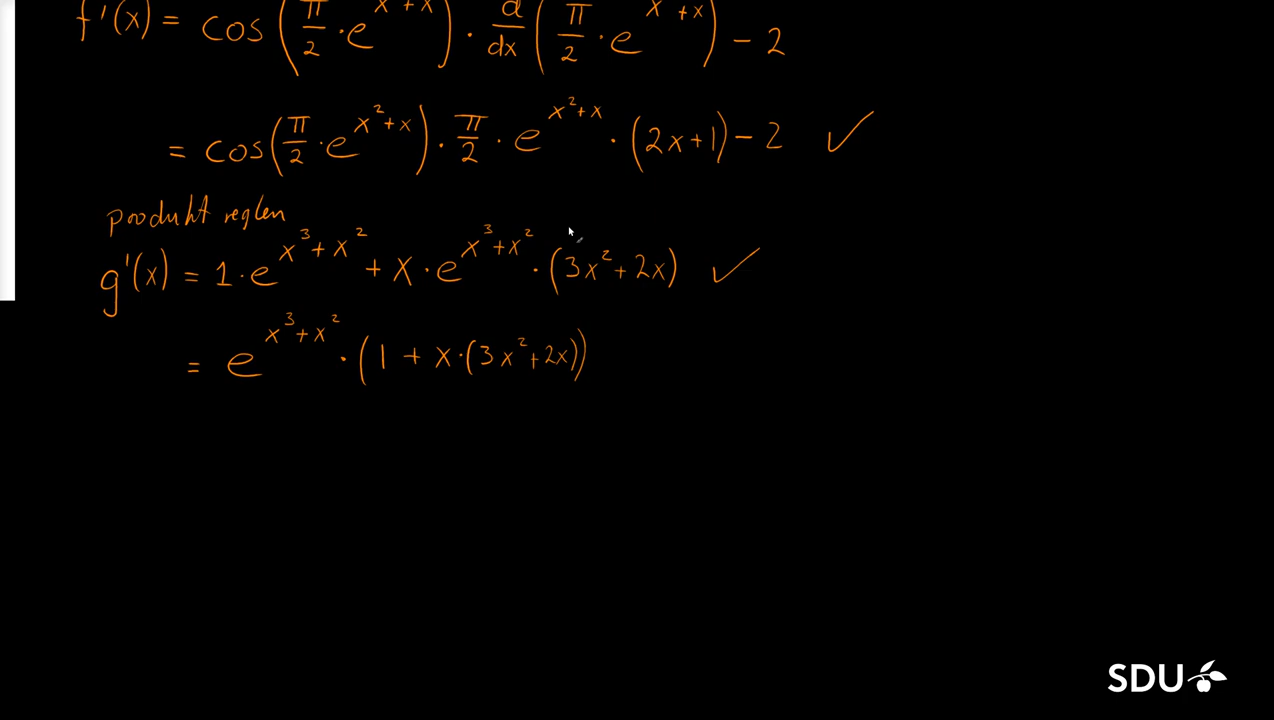 f'(x) = cos(π/2 · e^(x²+x)) · d/dx (π/2 · e^(x²+x)) − 2
= cos(π/2 · e^(x²+x)) · π/2 · e^(x²+x) · (2x+1) − 2 ✓
produkt reglen
g'(x) = 1 · e^(x³+x²) + x · e^(x³+x²) · (3x²+2x) ✓
= e^(x³+x²) · (1 + x·(3x²+2x))
SDU